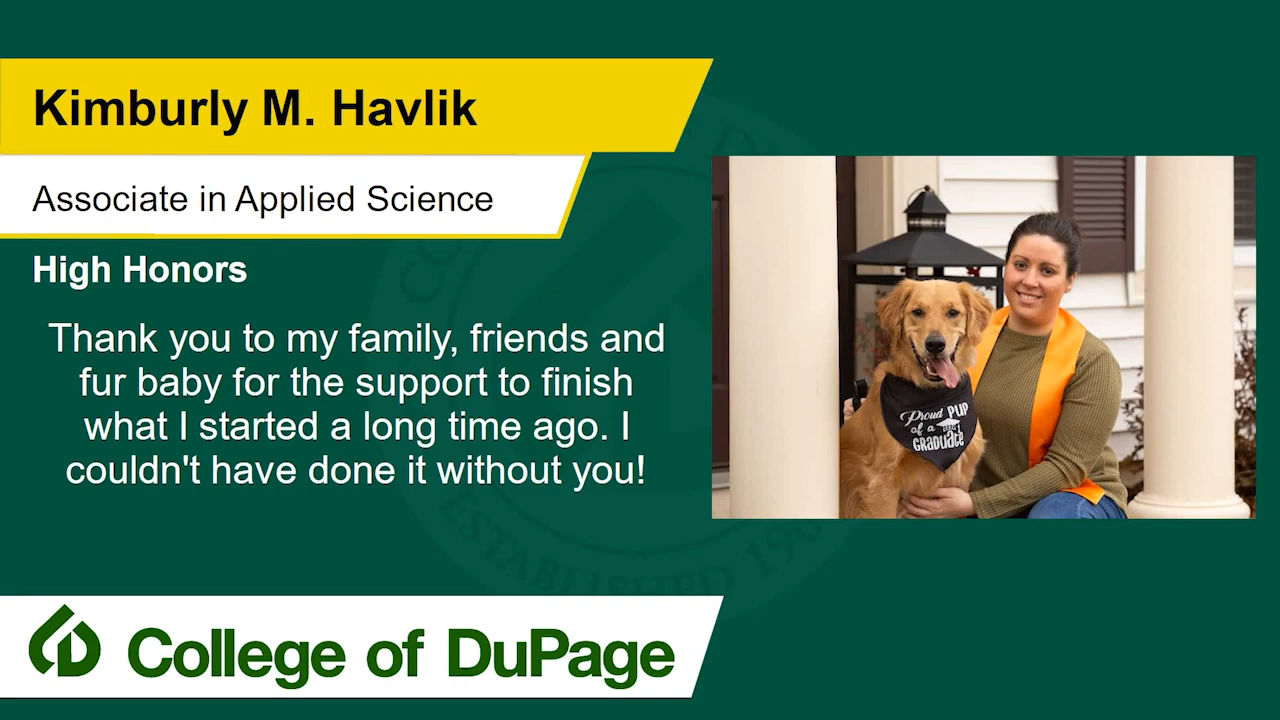 Kimburly M. Havlik
Associate in Applied Science
High Honors
Thank you to my family, friends and
fur baby for the support to finish
what I started a long time ago. I
couldn't have done it without you!
Proud PUP
of a
GRADUATE
College of DuPage
ESTABLISHED